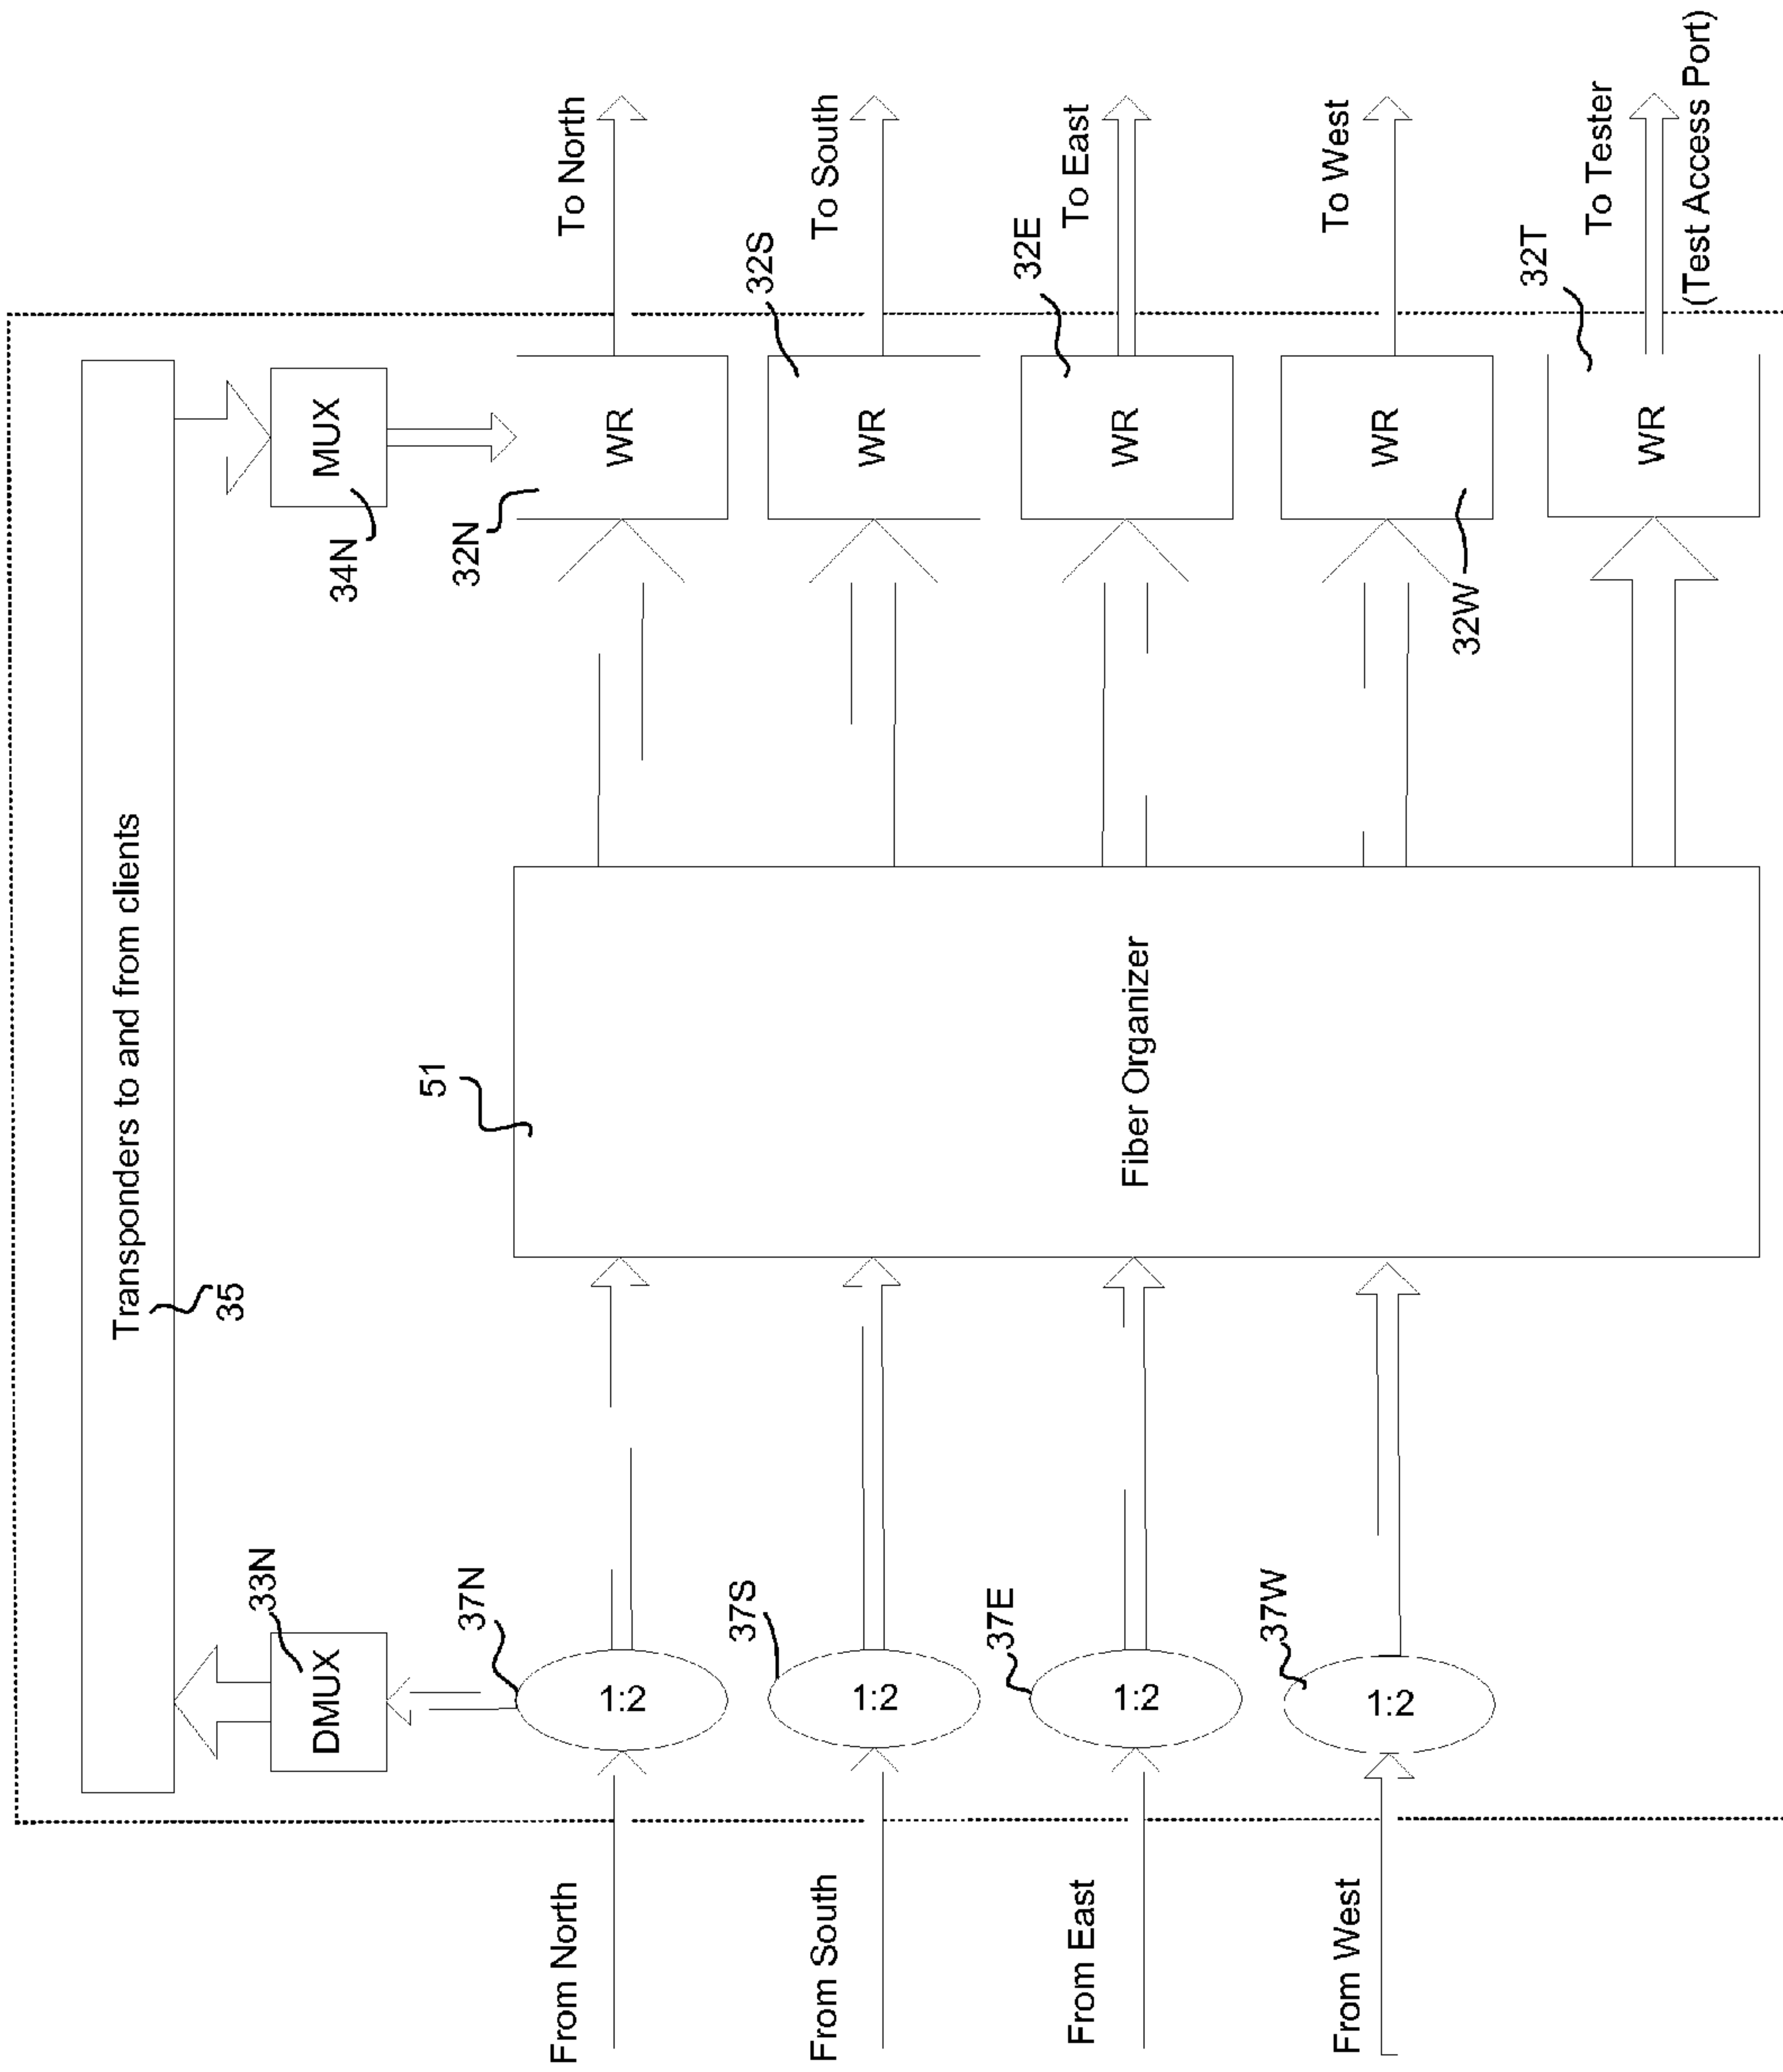 Transponders to and from clients
35
33N
DMUX
MUX
34N
37N
51
32N
From North
1:2
WR
To North
37S
32S
From South
1:2
WR
To South
37E
32E
From East
1:2
Fiber Organizer
WR
To East
37W
From West
1:2
WR
32W
To West
32T
WR
To Tester
(Test Access Port)